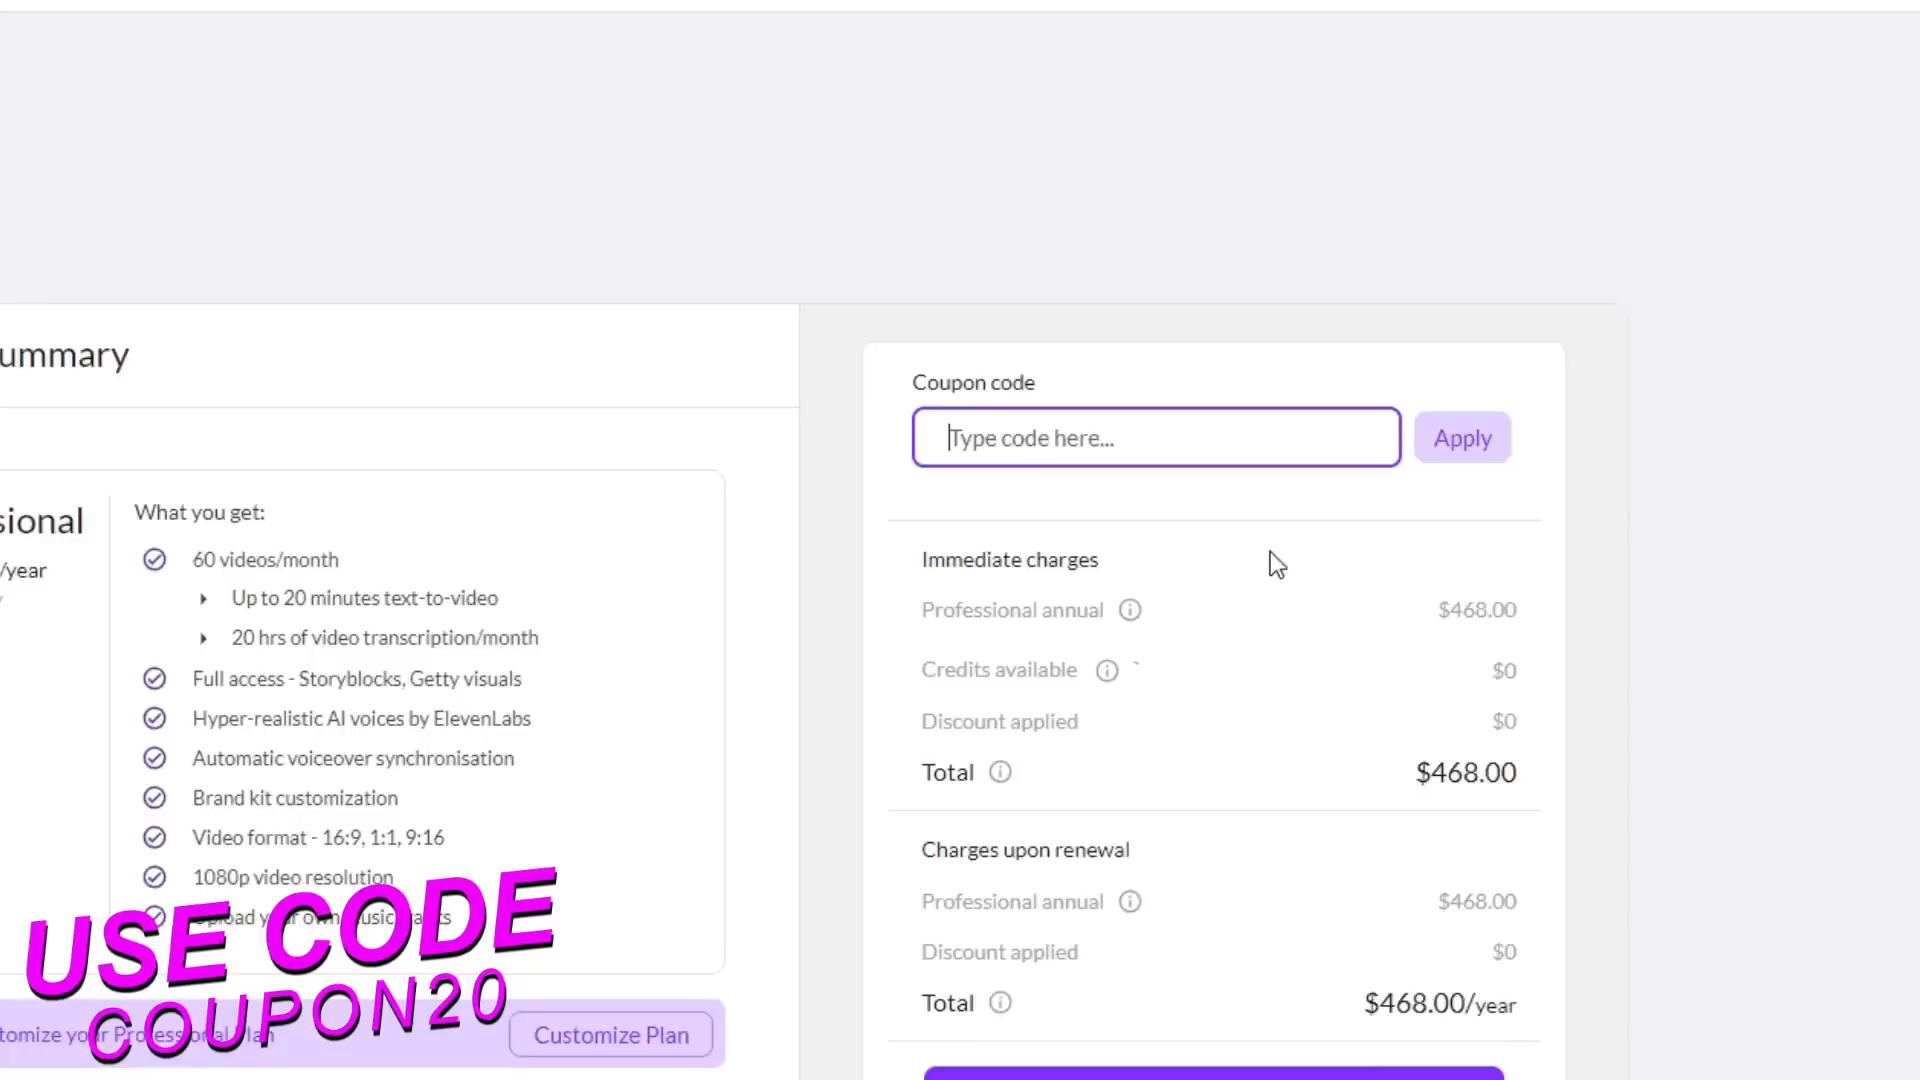 ummary
sional
/year
What you get:
60 videos/month
Up to 20 minutes text-to-video
20 hrs of video transcription/month
Full access - Storyblocks, Getty visuals
Hyper-realistic AI voices by ElevenLabs
Automatic voiceover synchronisation
Brand kit customization
Video format - 16:9, 1:1, 9:16
1080p video resolution
USE CODE
COUPON20
tomize your Professional Plan
Customize Plan
Coupon code
Type code here...
Apply
Immediate charges
Professional annual $468.00
Credits available $0
Discount applied $0
Total $468.00
Charges upon renewal
Professional annual $468.00
Discount applied $0
Total $468.00/year